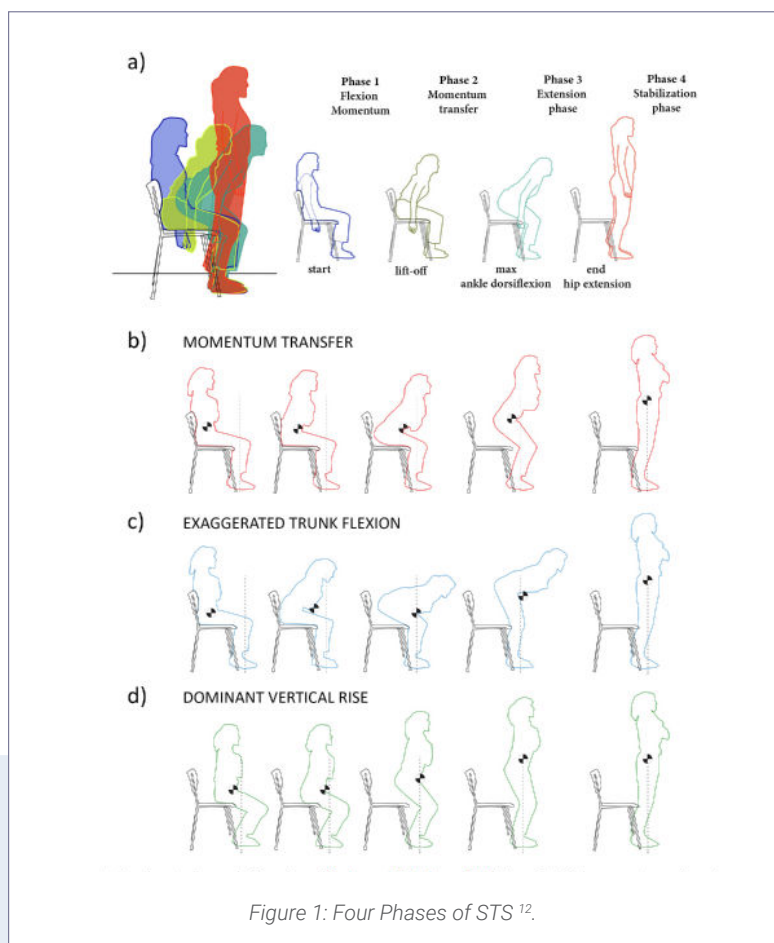 a)
Phase 1
Flexion
Momentum
Phase 2
Momentum
transfer
Phase 3
Extension
phase
Phase 4
Stabilization
phase
start
lift-off
max
ankle dorsiflexion
end
hip extension
b) MOMENTUM TRANSFER
c) EXAGGERATED TRUNK FLEXION
d) DOMINANT VERTICAL RISE
Figure 1: Four Phases of STS 12.